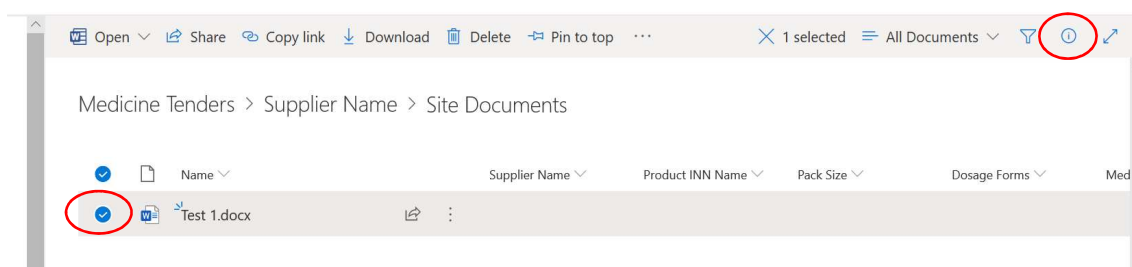 Open Share Copy link Download Delete Pin to top ... 1 selected All Documents
Medicine Tenders > Supplier Name > Site Documents
Name Supplier Name Product INN Name Pack Size Dosage Forms Med
Test 1.docx